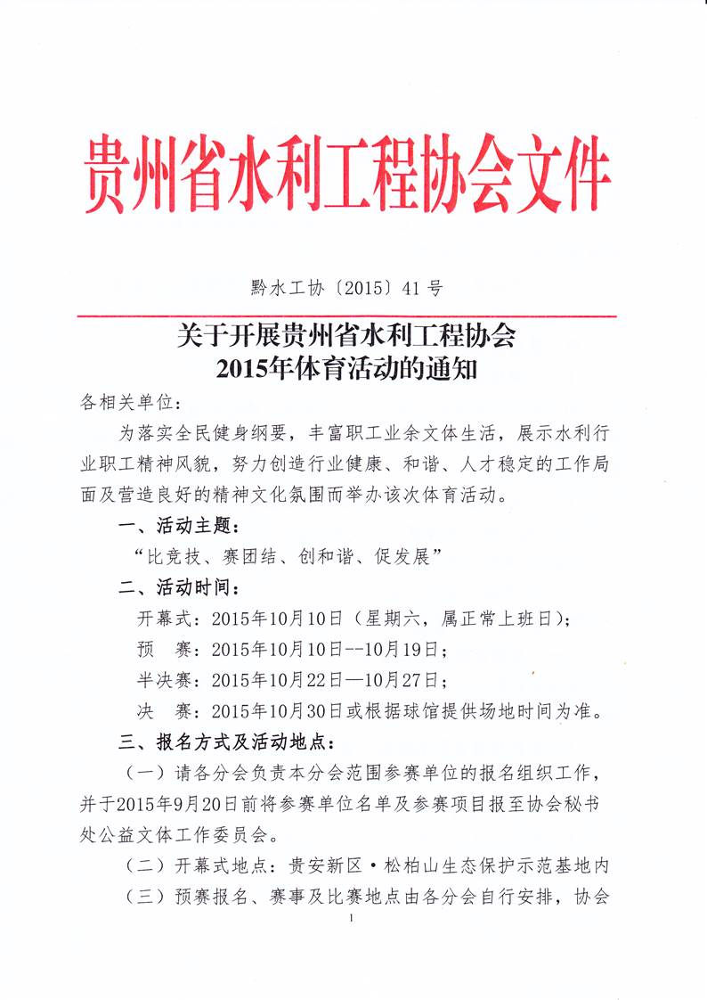 贵州省水利工程协会文件
黔水工协〔2015〕41号
关于开展贵州省水利工程协会
2015年体育活动的通知
各相关单位：
为落实全民健身纲要，丰富职工业余文体生活，展示水利行
业职工精神风貌，努力创造行业健康、和谐、人才稳定的工作局
面及营造良好的精神文化氛围而举办该次体育活动。
一、活动主题：
“比竞技、赛团结、创和谐、促发展”
二、活动时间：
开幕式：2015年10月10日（星期六，属正常上班日）；
预　赛：2015年10月10日--10月19日；
半决赛：2015年10月22日—10月27日；
决　赛：2015年10月30日或根据球馆提供场地时间为准。
三、报名方式及活动地点：
（一）请各分会负责本分会范围参赛单位的报名组织工作，
并于2015年9月20日前将参赛单位名单及参赛项目报至协会秘书
处公益文体工作委员会。
（二）开幕式地点：贵安新区·松柏山生态保护示范基地内
（三）预赛报名、赛事及比赛地点由各分会自行安排，协会
1